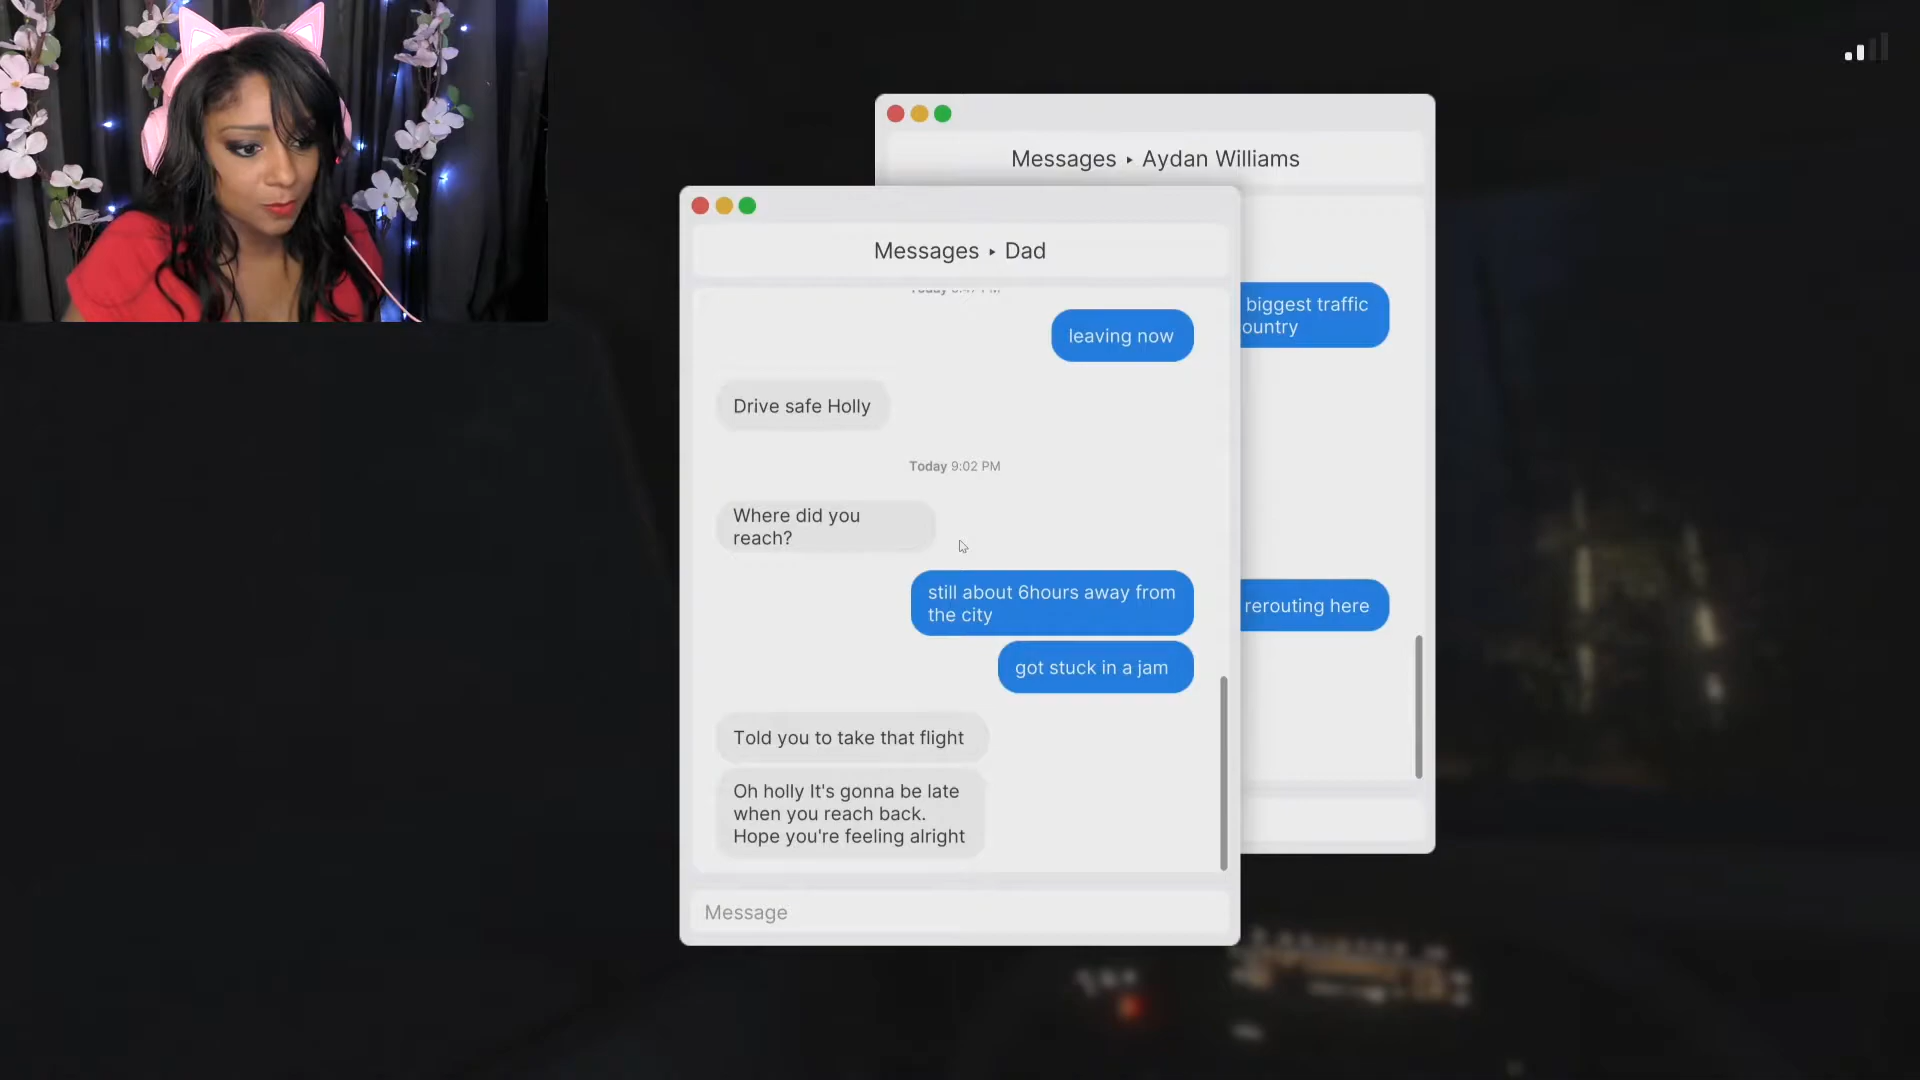 Messages ▸ Aydan Williams
biggest traffic
ountry
rerouting here
Messages ▸ Dad
leaving now
Drive safe Holly
Today 9:02 PM
Where did you
reach?
still about 6hours away from
the city
got stuck in a jam
Told you to take that flight
Oh holly It's gonna be late
when you reach back.
Hope you're feeling alright
Message